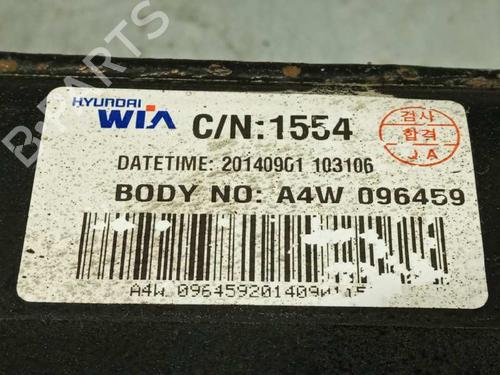 HYUNDAI
WIA
C/N:1554
검사
합격
DATETIME: 20140901 103106
BODY NO: A4W 096459